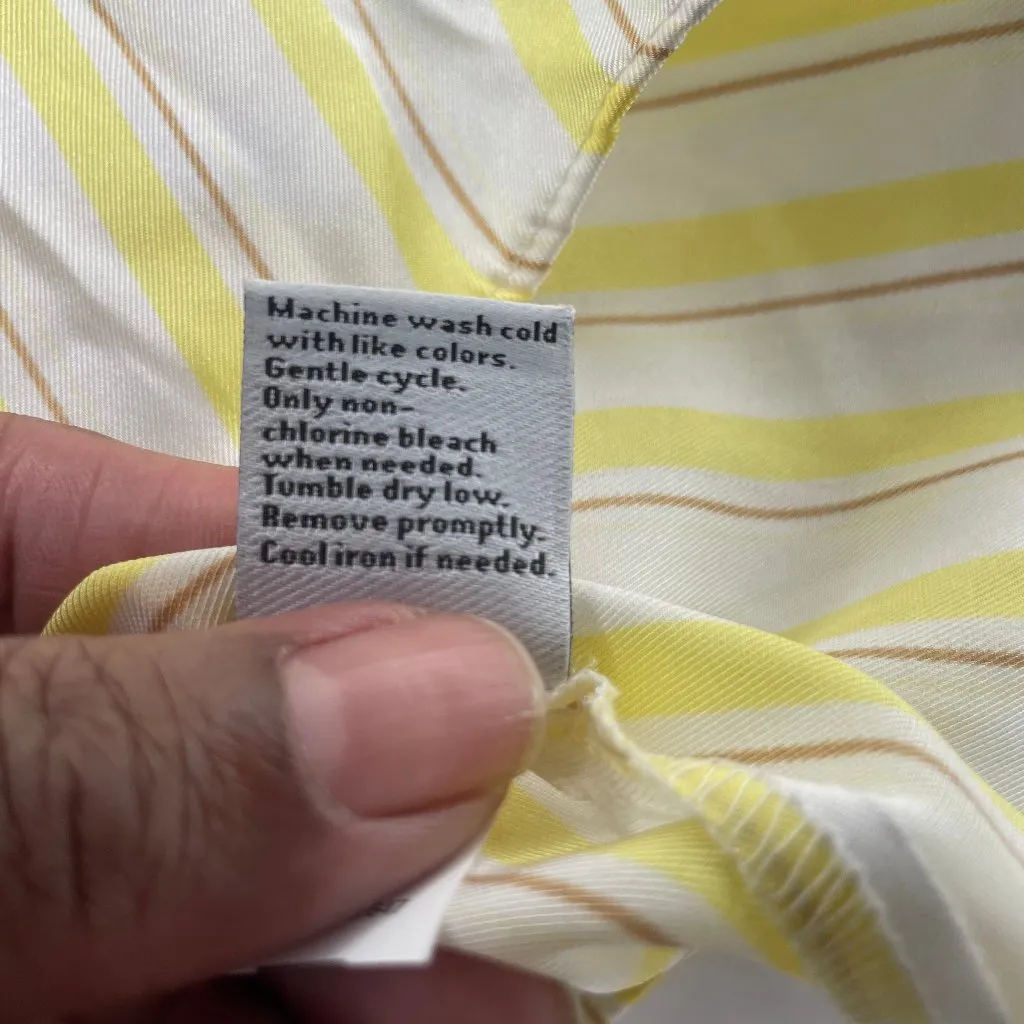 Machine wash cold
with like colors.
Gentle cycle.
Only non-
chlorine bleach
when needed.
Tumble dry low.
Remove promptly.
Cool iron if needed.